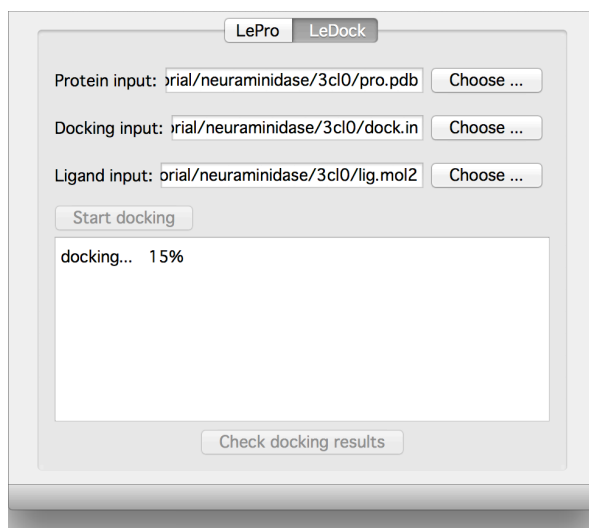 LePro LeDock
Protein input: orial/neuraminidase/3cl0/pro.pdb Choose ...
Docking input: orial/neuraminidase/3cl0/dock.in Choose ...
Ligand input: orial/neuraminidase/3cl0/lig.mol2 Choose ...
Start docking
docking... 15%
Check docking results